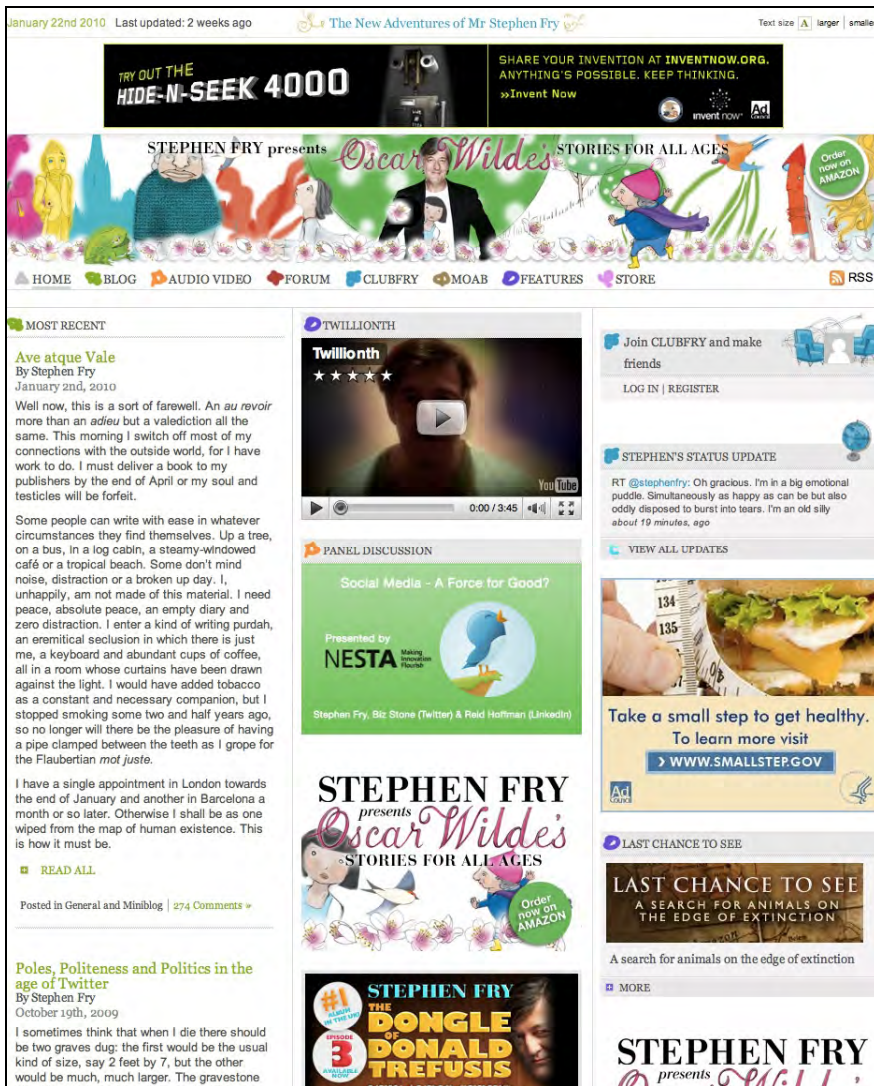 January 22nd 2010 Last updated: 2 weeks ago
The New Adventures of Mr Stephen Fry
Text size A larger smalle
TRY OUT THE
HIDE-N-SEEK 4000
SHARE YOUR INVENTION AT INVENTNOW.ORG.
ANYTHING'S POSSIBLE. KEEP THINKING.
»Invent Now
invent now
Ad
Council
STEPHEN FRY presents Oscar Wilde's STORIES FOR ALL AGES
Order
now on
AMAZON
HOME BLOG AUDIO VIDEO FORUM CLUBFRY MOAB FEATURES STORE RSS
MOST RECENT
Ave atque Vale
By Stephen Fry
January 2nd, 2010
Well now, this is a sort of farewell. An au revoir
more than an adieu but a valediction all the
same. This morning I switch off most of my
connections with the outside world, for I have
work to do. I must deliver a book to my
publishers by the end of April or my soul and
testicles will be forfeit.
Some people can write with ease in whatever
circumstances they find themselves. Up a tree,
on a bus, in a log cabin, a steamy-windowed
café or a tropical beach. Some don't mind
noise, distraction or a broken up day. I,
unhappily, am not made of this material. I need
peace, absolute peace, an empty diary and
zero distraction. I enter a kind of writing purdah,
an eremitical seclusion in which there is just
me, a keyboard and abundant cups of coffee,
all in a room whose curtains have been drawn
against the light. I would have added tobacco
as a constant and necessary companion, but I
stopped smoking some two and half years ago,
so no longer will there be the pleasure of having
a pipe clamped between the teeth as I grope for
the Flaubertian mot juste.
I have a single appointment in London towards
the end of January and another in Barcelona a
month or so later. Otherwise I shall be as one
wiped from the map of human existence. This
is how it must be.
READ ALL
Posted in General and Miniblog | 274 Comments »
Poles, Politeness and Politics in the
age of Twitter
By Stephen Fry
October 19th, 2009
I sometimes think that when I die there should
be two graves dug: the first would be the usual
kind of size, say 2 feet by 7, but the other
would be much, much larger. The gravestone
TWILLIONTH
Twillionth
YouTube
0:00 / 3:45
PANEL DISCUSSION
Social Media - A Force for Good?
Presented by
NESTA Making
Innovation
Flourish
Stephen Fry, Biz Stone (Twitter) & Reid Hoffman (LinkedIn)
STEPHEN FRY
presents
Oscar Wilde's
STORIES FOR ALL AGES
Order
now on
AMAZON
#1
ALBUM
IN THE UK!
EPISODE
3
AVAILABLE
NOW
STEPHEN FRY
THE
DONGLE
OF
DONALD
TREFUSIS
Join CLUBFRY and make
friends
LOG IN | REGISTER
STEPHEN'S STATUS UPDATE
RT @stephenfry: Oh gracious. I'm in a big emotional
puddle. Simultaneously as happy as can be but also
oddly disposed to burst into tears. I'm an old silly
about 19 minutes, ago
VIEW ALL UPDATES
134
135
Take a small step to get healthy.
To learn more visit
WWW.SMALLSTEP.GOV
Ad
Council
LAST CHANCE TO SEE
LAST CHANCE TO SEE
A SEARCH FOR ANIMALS ON
THE EDGE OF EXTINCTION
A search for animals on the edge of extinction
MORE
STEPHEN FRY
presents